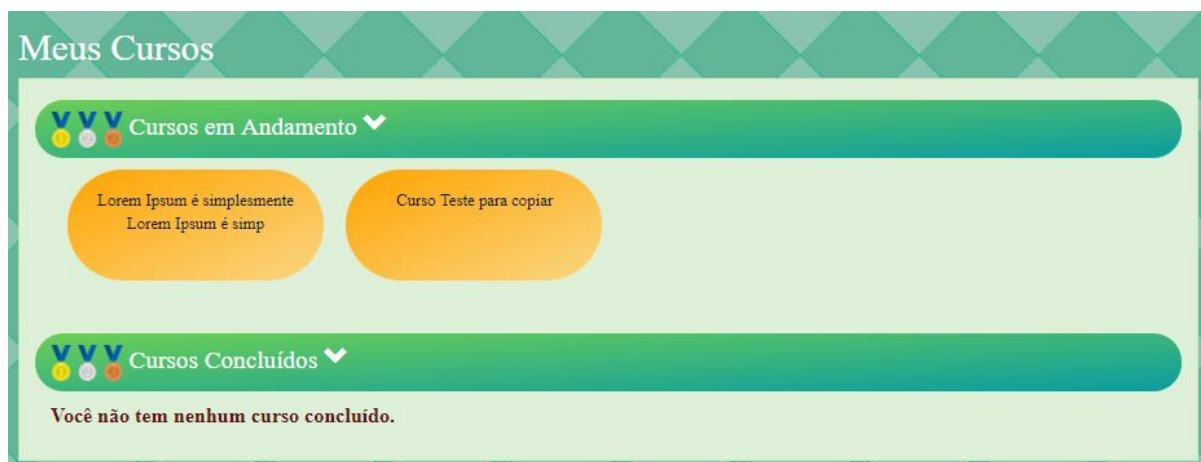 Meus Cursos
Cursos em Andamento
Lorem Ipsum é simplesmente
Lorem Ipsum é simp
Curso Teste para copiar
Cursos Concluídos
Você não tem nenhum curso concluído.